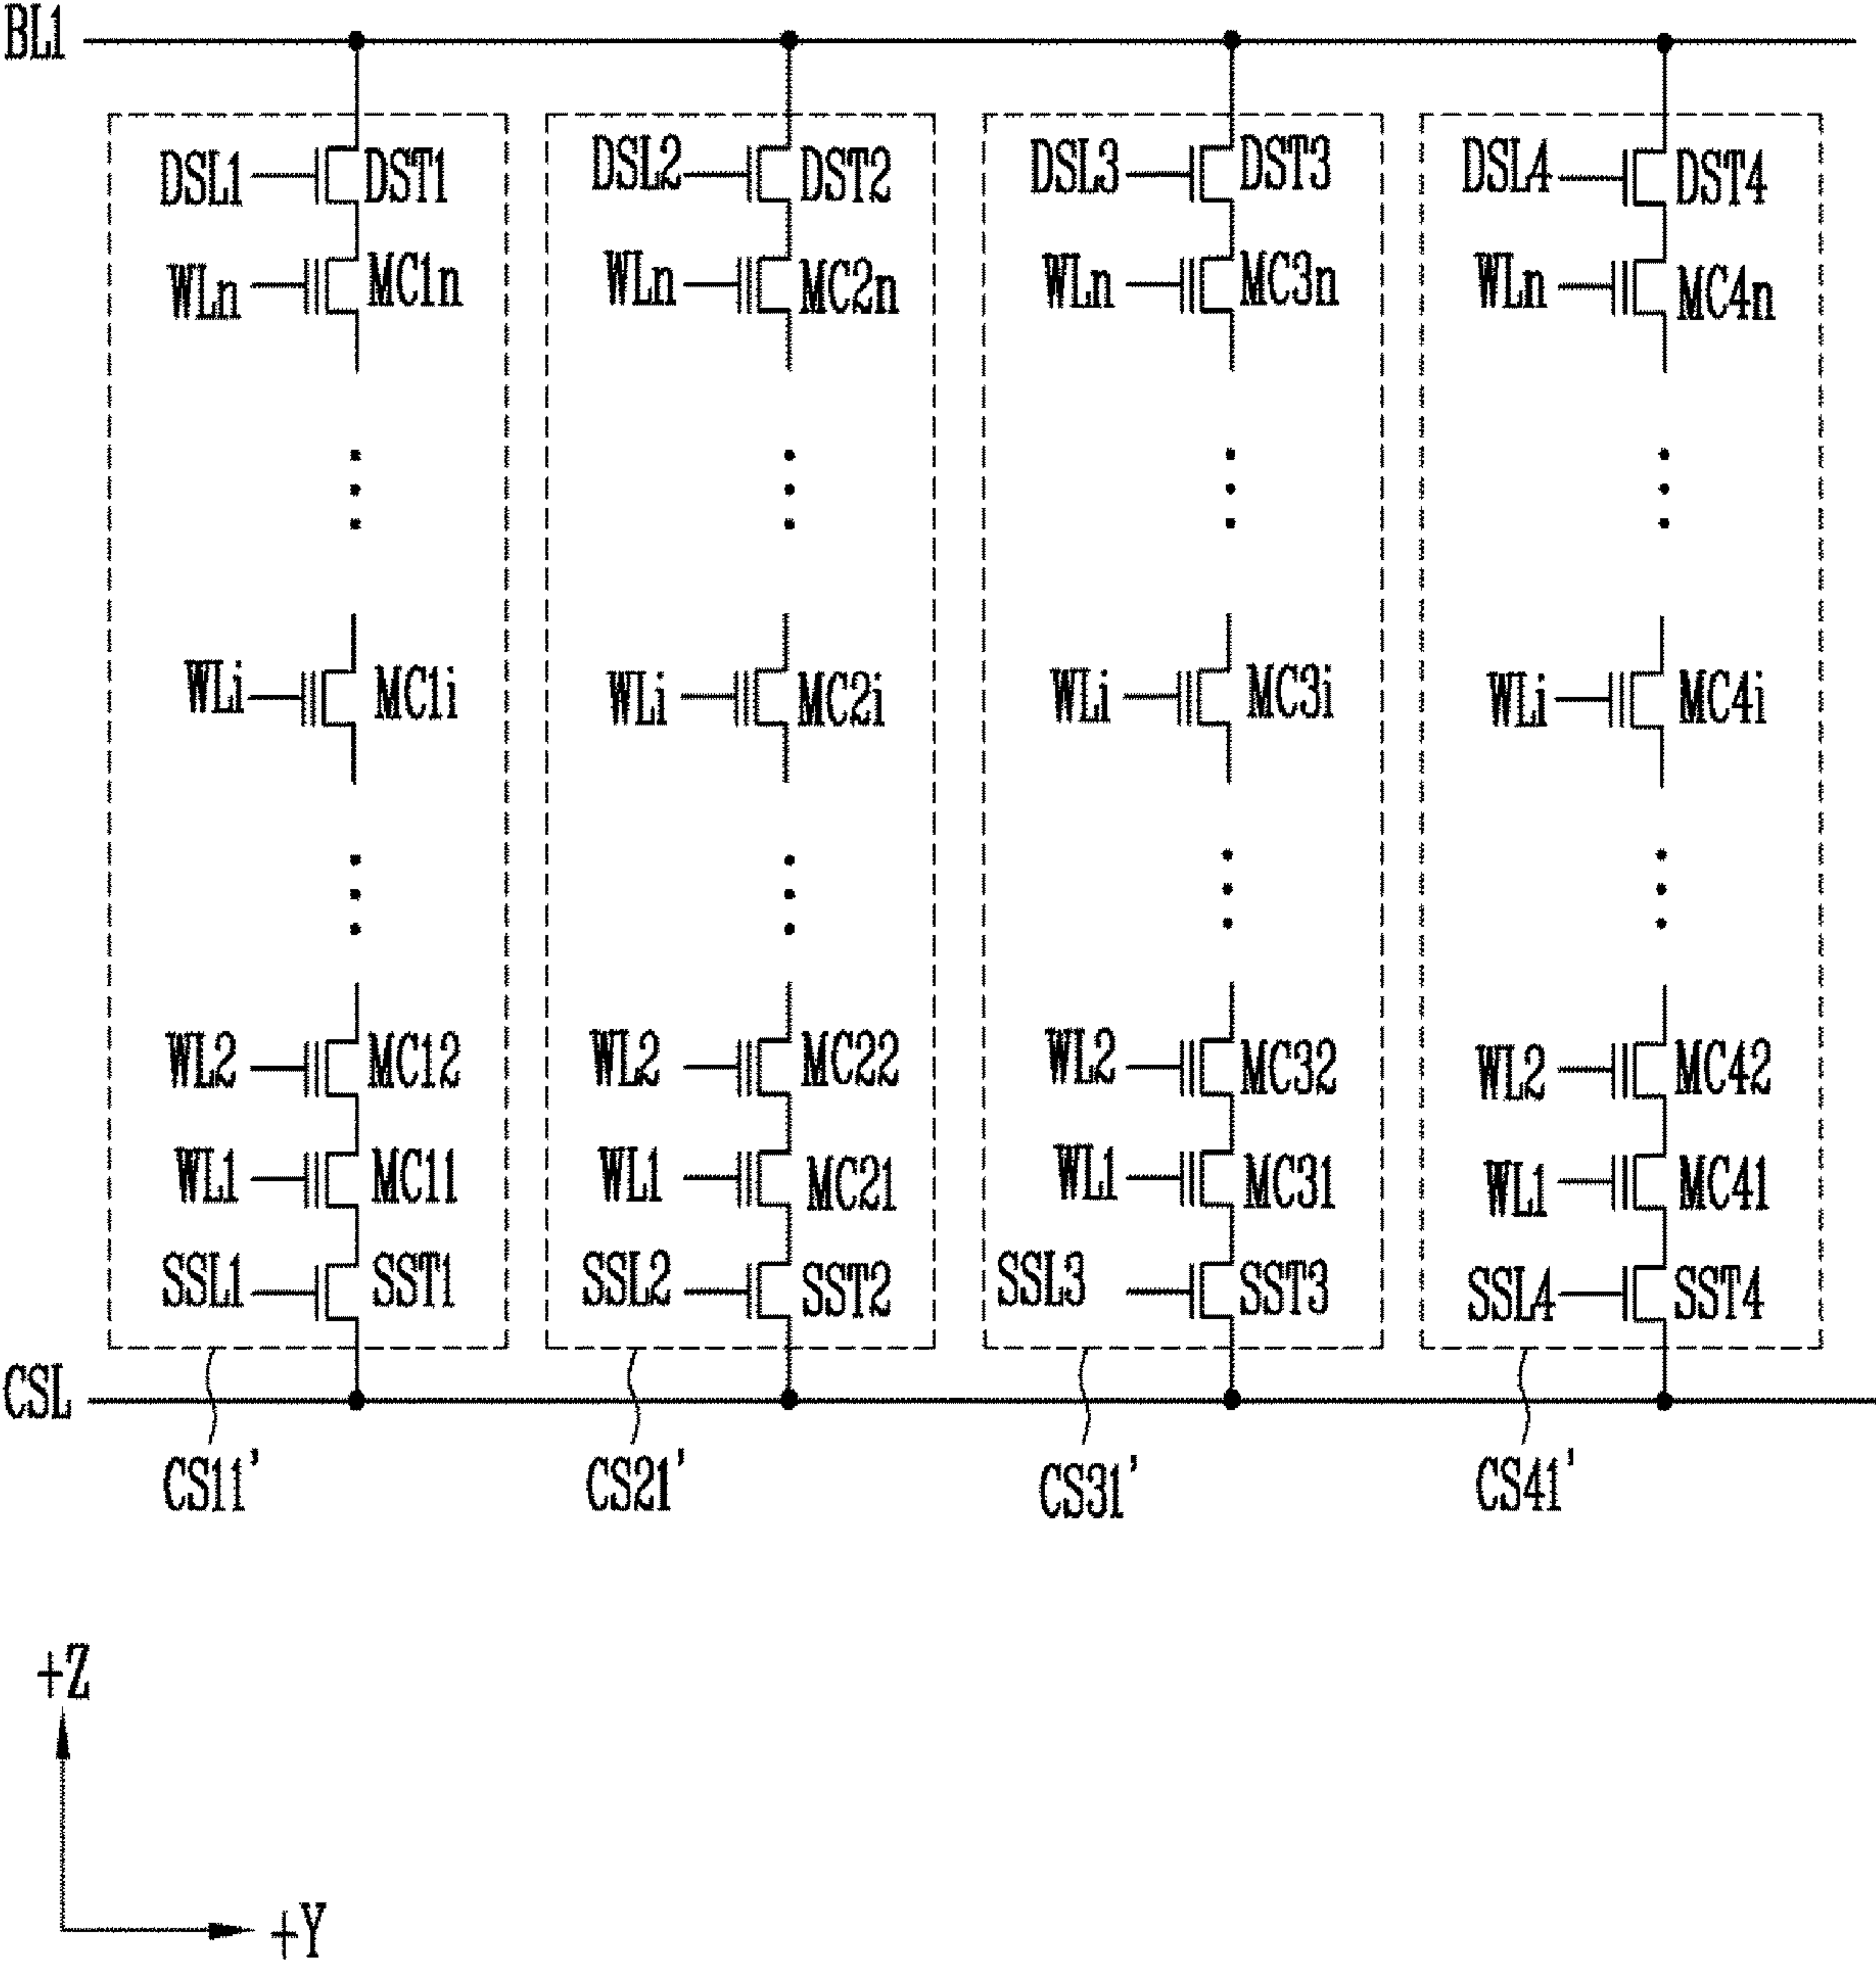 BL1
DSL1 DST1 DSL2 DST2 DSL3 DST3 DSL4 DST4
WLn MC1n WLn MC2n WLn MC3n WLn MC4n
WLi MC1i WLi MC2i WLi MC3i WLi MC4i
WL2 MC12 WL2 MC22 WL2 MC32 WL2 MC42
WL1 MC11 WL1 MC21 WL1 MC31 WL1 MC41
SSL1 SST1 SSL2 SST2 SSL3 SST3 SSL4 SST4
CSL
CS11' CS21' CS31' CS41'
+Z
+Y